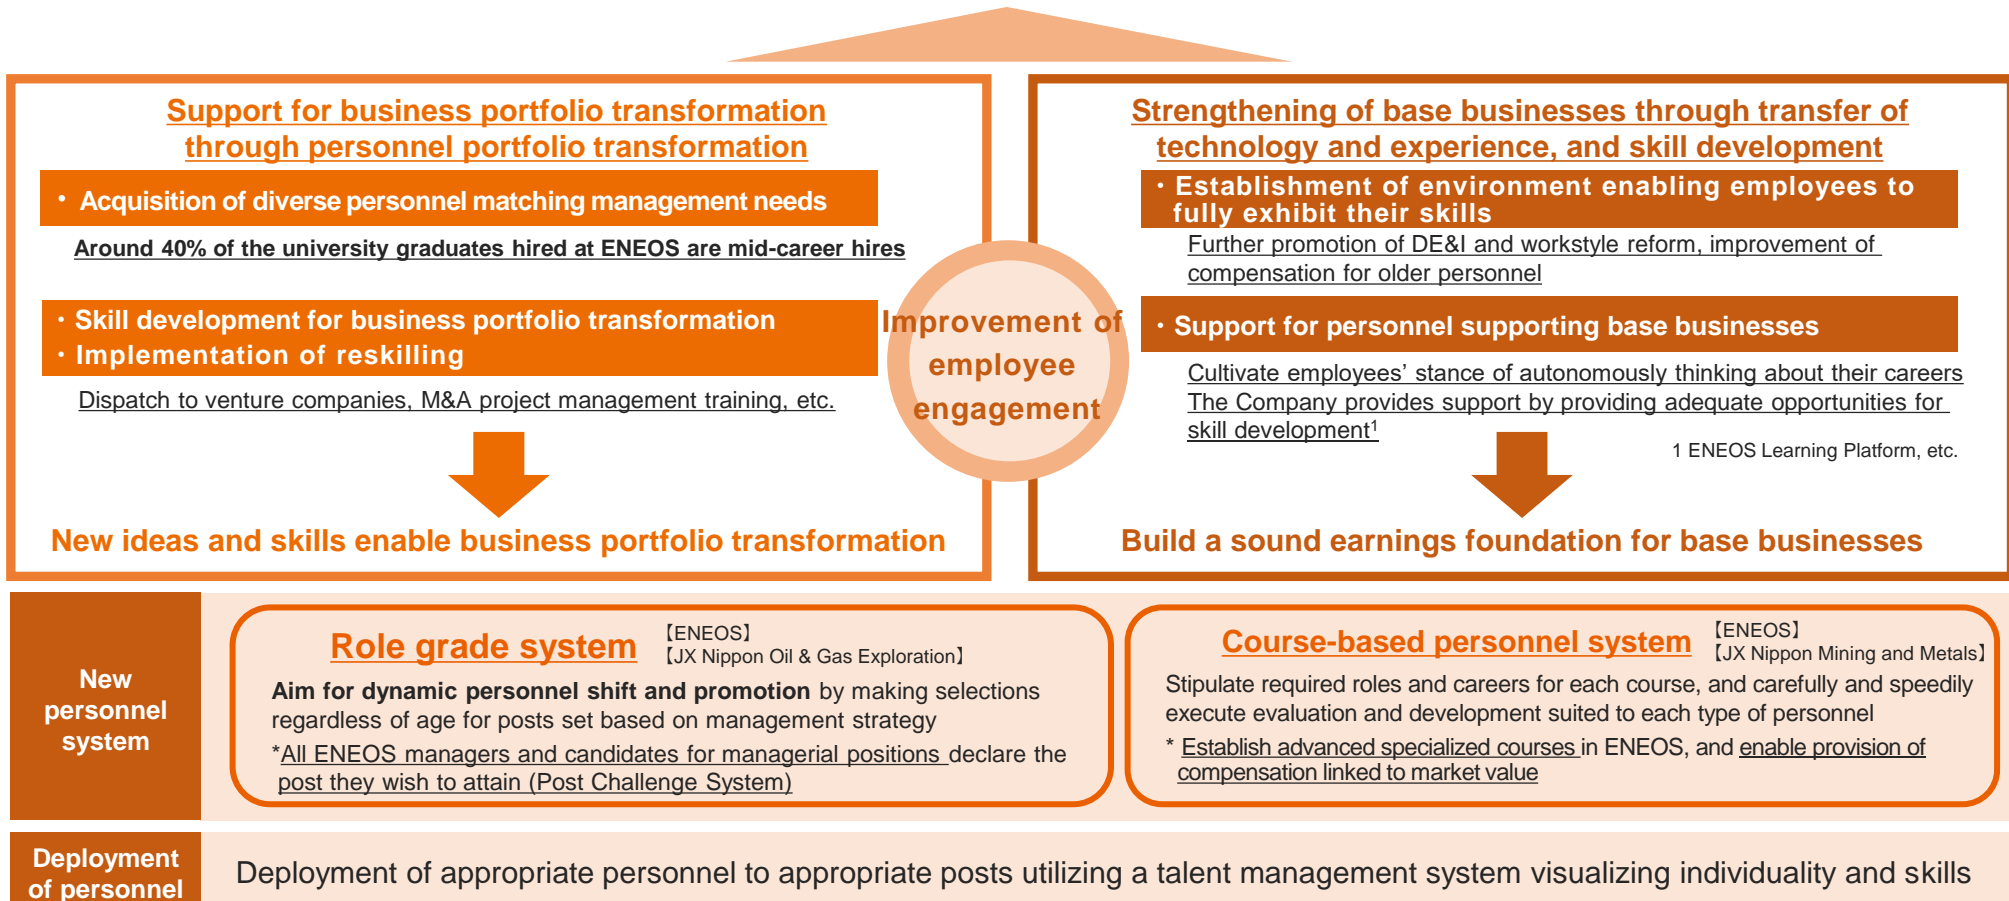 Support for business portfolio transformation
through personnel portfolio transformation
・ Acquisition of diverse personnel matching management needs
Around 40% of the university graduates hired at ENEOS are mid-career hires
・ Skill development for business portfolio transformation
・ Implementation of reskilling
Dispatch to venture companies, M&A project management training, etc.
New ideas and skills enable business portfolio transformation
Improvement of
employee
engagement
Strengthening of base businesses through transfer of
technology and experience, and skill development
・ Establishment of environment enabling employees to
fully exhibit their skills
Further promotion of DE&I and workstyle reform, improvement of
compensation for older personnel
・ Support for personnel supporting base businesses
Cultivate employees’ stance of autonomously thinking about their careers
The Company provides support by providing adequate opportunities for
skill development1
1 ENEOS Learning Platform, etc.
Build a sound earnings foundation for base businesses
New
personnel
system
Role grade system
【ENEOS】
【JX Nippon Oil & Gas Exploration】
Aim for dynamic personnel shift and promotion by making selections
regardless of age for posts set based on management strategy
*All ENEOS managers and candidates for managerial positions declare the
post they wish to attain (Post Challenge System)
Course-based personnel system
【ENEOS】
【JX Nippon Mining and Metals】
Stipulate required roles and careers for each course, and carefully and speedily
execute evaluation and development suited to each type of personnel
* Establish advanced specialized courses in ENEOS, and enable provision of
compensation linked to market value
Deployment
of personnel
Deployment of appropriate personnel to appropriate posts utilizing a talent management system visualizing individuality and skills